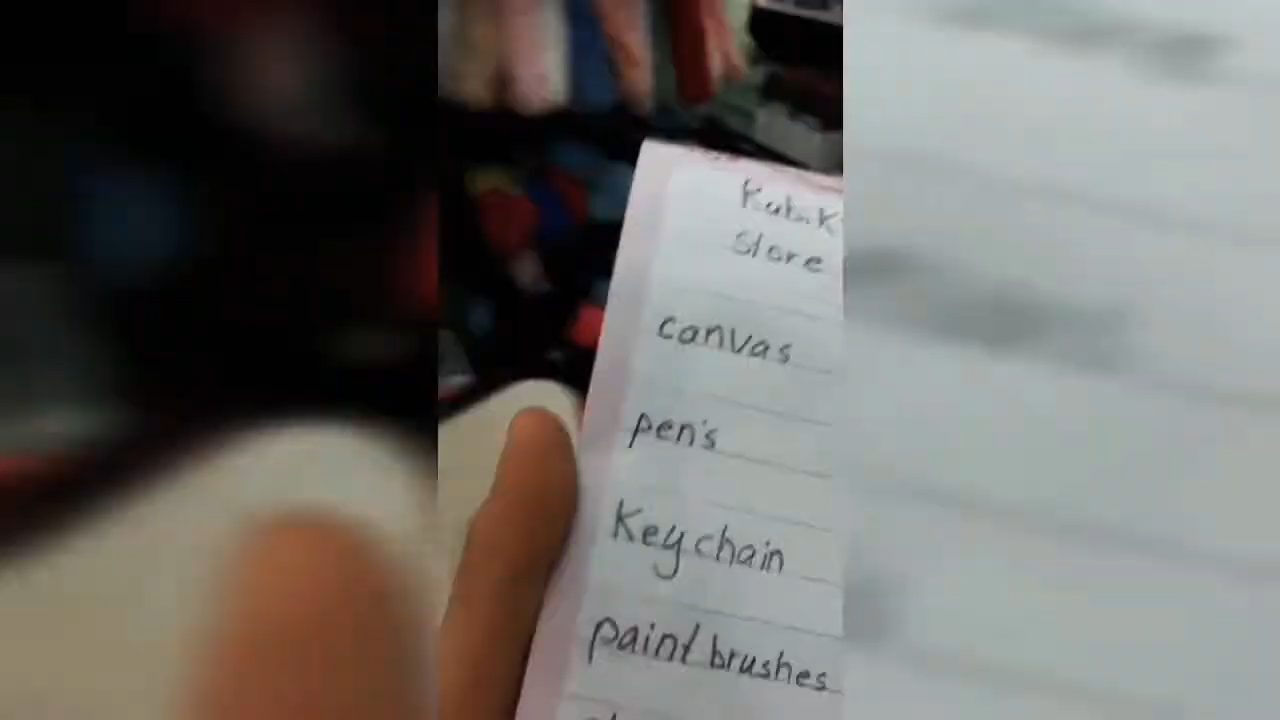 Store
canvas
pen's
Keychain
paint brushes